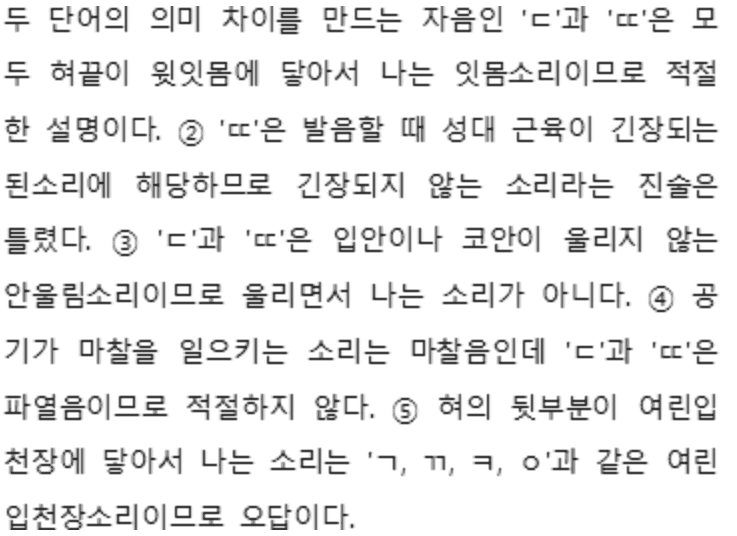 두 단어의 의미 차이를 만드는 자음인 'ㄷ'과 'ㄸ'은 모
두 혀끝이 윗잇몸에 닿아서 나는 잇몸소리이므로 적절
한 설명이다. ② 'ㄸ'은 발음할 때 성대 근육이 긴장되는
된소리에 해당하므로 긴장되지 않는 소리라는 진술은
틀렸다. ③ 'ㄷ'과 'ㄸ'은 입안이나 코안이 울리지 않는
안울림소리이므로 울리면서 나는 소리가 아니다. ④ 공
기가 마찰을 일으키는 소리는 마찰음인데 'ㄷ'과 'ㄸ'은
파열음이므로 적절하지 않다. ⑤ 혀의 뒷부분이 여린입
천장에 닿아서 나는 소리는 'ㄱ, ㄲ, ㅋ, ㅇ'과 같은 여린
입천장소리이므로 오답이다.